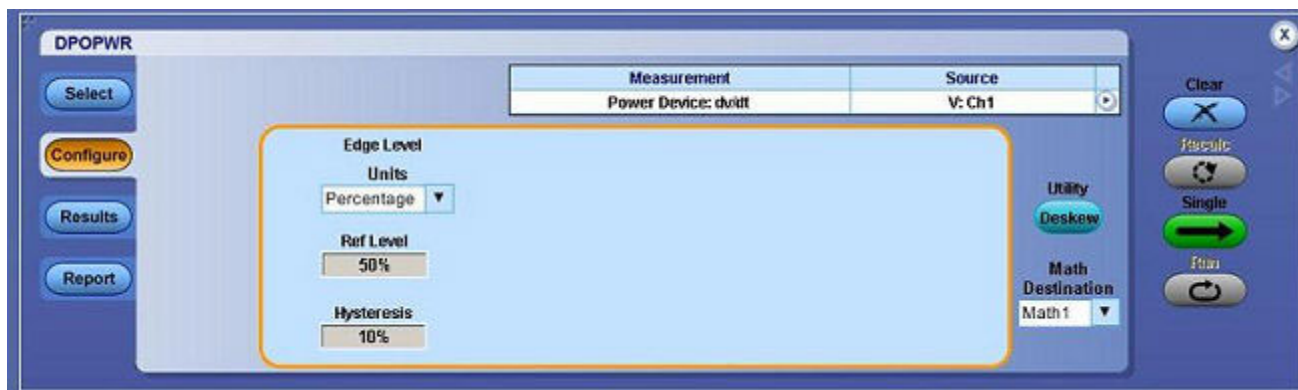 DPOPWR
Select
Configure
Results
Report
Measurement Source
Power Device: dv/dt V: Ch1
Edge Level
Units
Percentage
Ref Level
50%
Hysteresis
10%
Utility
Deskew
Math
Destination
Math1
x
Clear
Recalc
Single
Run